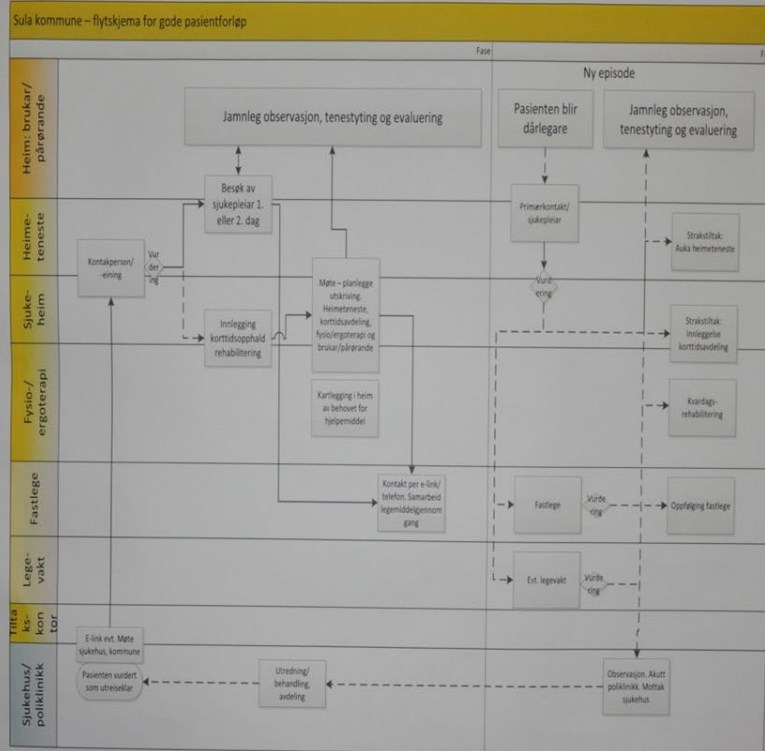 Sula kommune – flytskjema for gode pasientforløp
Fase
F
Heim: brukar/
pårørande
Jamnleg observasjon, tenestyting og evaluering
Ny episode
Pasienten blir
dårlegare
Jamnleg observasjon,
tenestyting og evaluering
Heime-
teneste
Besøk av
sjukepleiar 1.
eller 2. dag
Kontakperson/
-eining
Vur
der
ing
Primærkontakt/
sjukepleiar
Vurd
ering
Strakstiltak:
Auka heimeteneste
Sjuke-
heim
Innlegging
korttidsopphald
rehabilitering
Møte – planlegge
utskriving.
Heimeteneste,
korttidsavdeling,
fysio/ergoterapi og
brukar/pårørande
Strakstiltak:
Innleggelse
korttidsavdeling
Fysio-/
ergoterapi
Kartlegging i heim
av behovet for
hjelpemiddel
Kvardags-
rehabilitering
Fastlege
Kontakt per e-link/
telefon. Samarbeid
legemiddelgjennom
gang
Fastlege
Vurde
ring
Oppfølging fastlege
Lege-
vakt
Evt. legevakt
Vurde
ring
Tilta
ks-
kon
tor
E-link evt. Møte
sjukehus, kommune
Sjukehus/
poliklinikk
Pasienten vurdert
som utreiseklar
Utredning/
behandling,
avdeling
Observasjon. Akutt
poliklinikk. Mottak
sjukehus